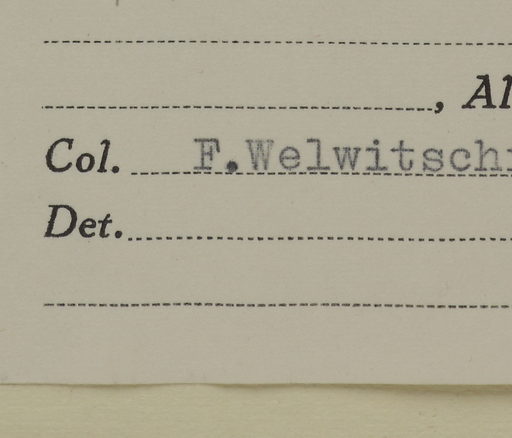 , Al
Col. F.Welwitsch
Det.